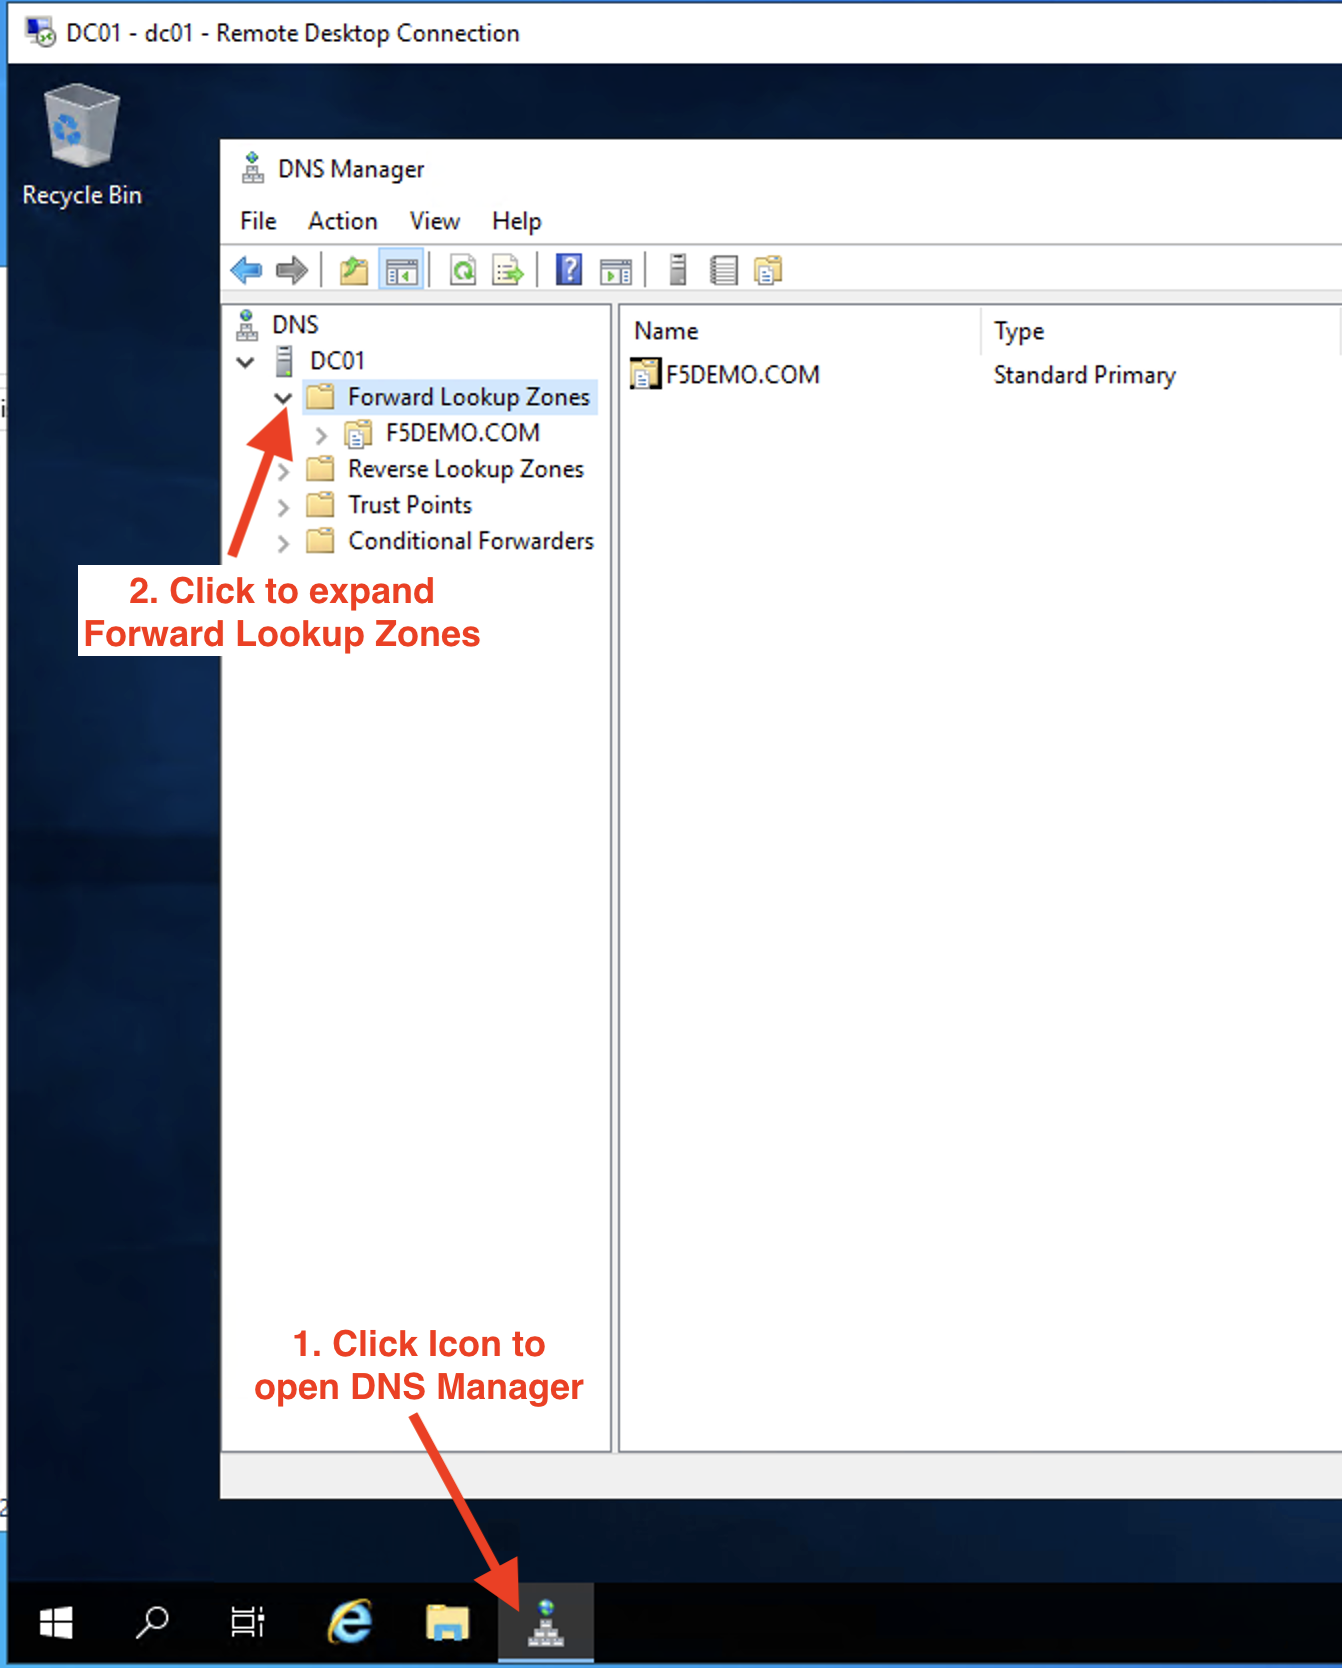 DC01 - dc01 - Remote Desktop Connection
Recycle Bin
DNS Manager
File Action View Help
DNS
DC01
Forward Lookup Zones
F5DEMO.COM
Reverse Lookup Zones
Trust Points
Conditional Forwarders
Name Type
F5DEMO.COM Standard Primary
2. Click to expand
Forward Lookup Zones
1. Click Icon to
open DNS Manager